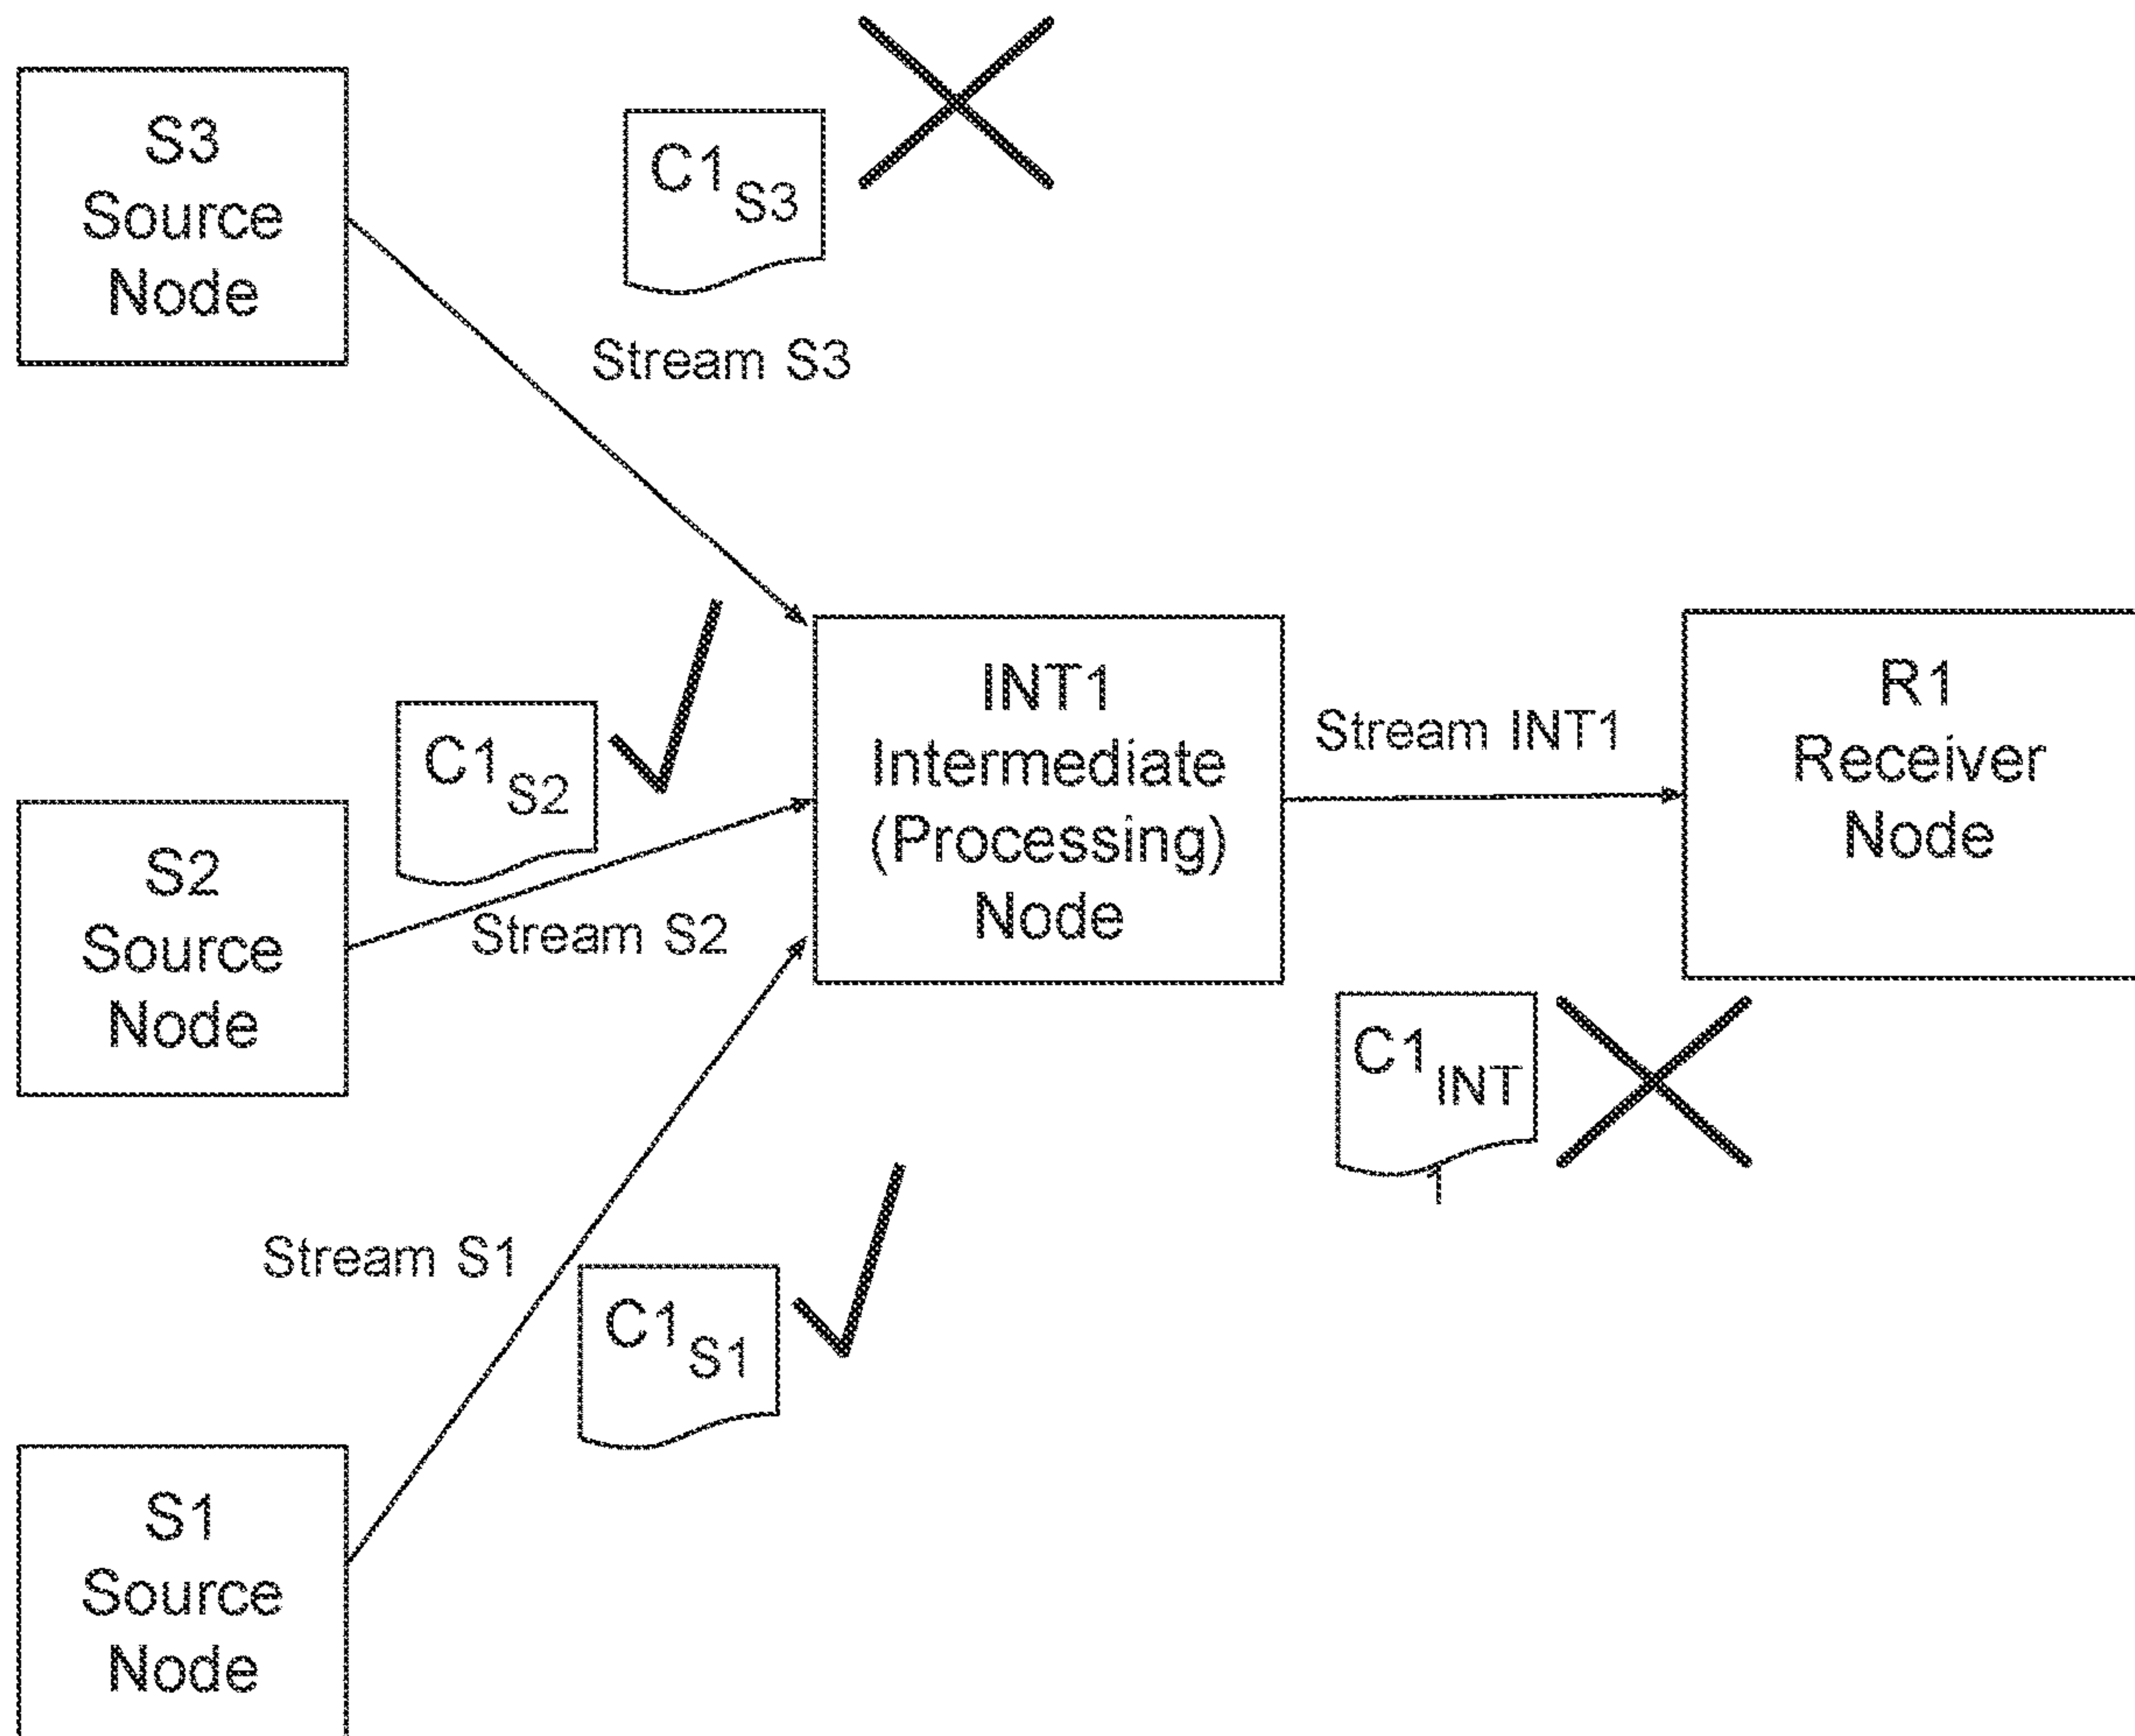 S3
Source
Node
C1S3
Stream S3
C1S2
S2
Source
Node
Stream S2
INT1
Intermediate
(Processing)
Node
Stream INT1
R1
Receiver
Node
C1INT
1
Stream S1
C1S1
S1
Source
Node